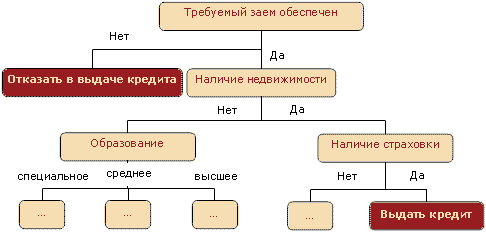 Требуемый заем обеспечен
Нет
Да
Отказать в выдаче кредита
Наличие недвижимости
Нет
Да
Образование
Наличие страховки
специальное
среднее
высшее
Нет
Да
...
...
...
...
Выдать кредит